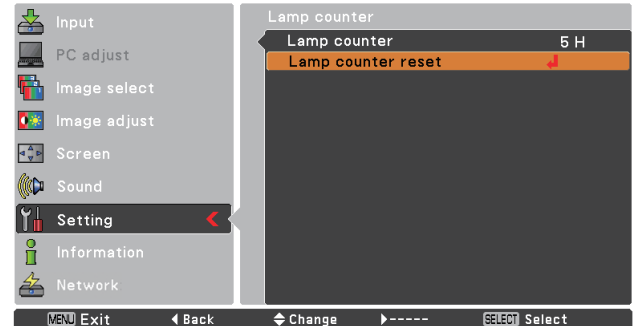 Input
PC adjust
Image select
Image adjust
Screen
Sound
Setting
Information
Network
Lamp counter
Lamp counter 5 H
Lamp counter reset
MENU Exit Back Change ----- SELECT Select